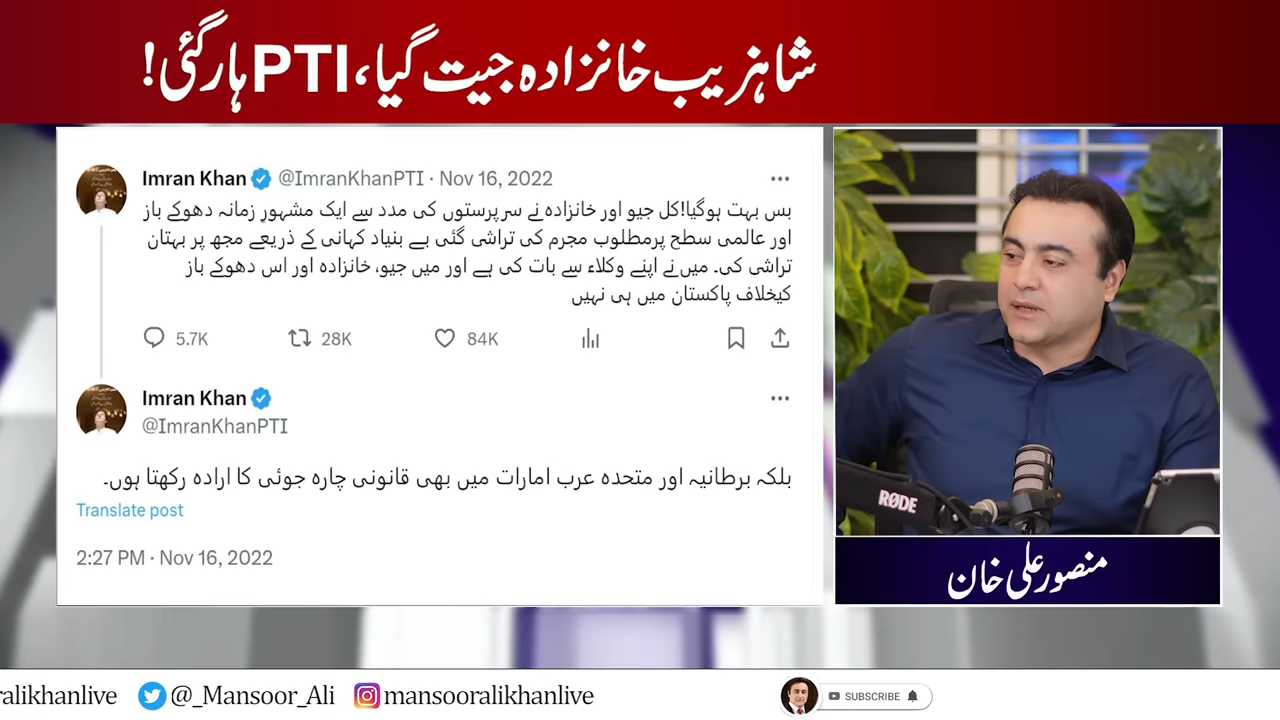 شاہزیب خانزادہ جیت گیا، PTI ہار گئی!
Imran Khan @ImranKhanPTI · Nov 16, 2022
بس بہت ہوگیا!کل جیو اور خانزادہ نے سرپرستوں کی مدد سے ایک مشہورِ زمانہ دھوکے باز
اور عالمی سطح پرمطلوب مجرم کی تراشی گئی بے بنیاد کہانی کے ذریعے مجھ پر بہتان
تراشی کی۔ میں نے اپنے وکلاء سے بات کی ہے اور میں جیو، خانزادہ اور اس دھوکے باز
کیخلاف پاکستان میں ہی نہیں
5.7K 28K 84K
Imran Khan
@ImranKhanPTI
بلکہ برطانیہ اور متحدہ عرب امارات میں بھی قانونی چارہ جوئی کا ارادہ رکھتا ہوں۔
Translate post
2:27 PM · Nov 16, 2022
RØDE
منصور علی خان
ralikhanlive @_Mansoor_Ali mansooralikhanlive SUBSCRIBE